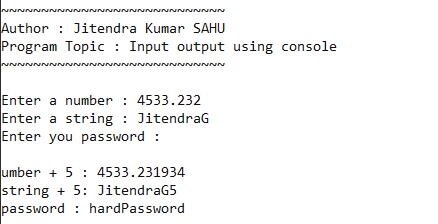 ~~~~~~~~~~~~~~~~~~~~~~~~~~~~
Author : Jitendra Kumar SAHU
Program Topic : Input output using console
~~~~~~~~~~~~~~~~~~~~~~~~~~~~
Enter a number : 4533.232
Enter a string : JitendraG
Enter you password :
umber + 5 : 4533.231934
string + 5: JitendraG5
password : hardPassword